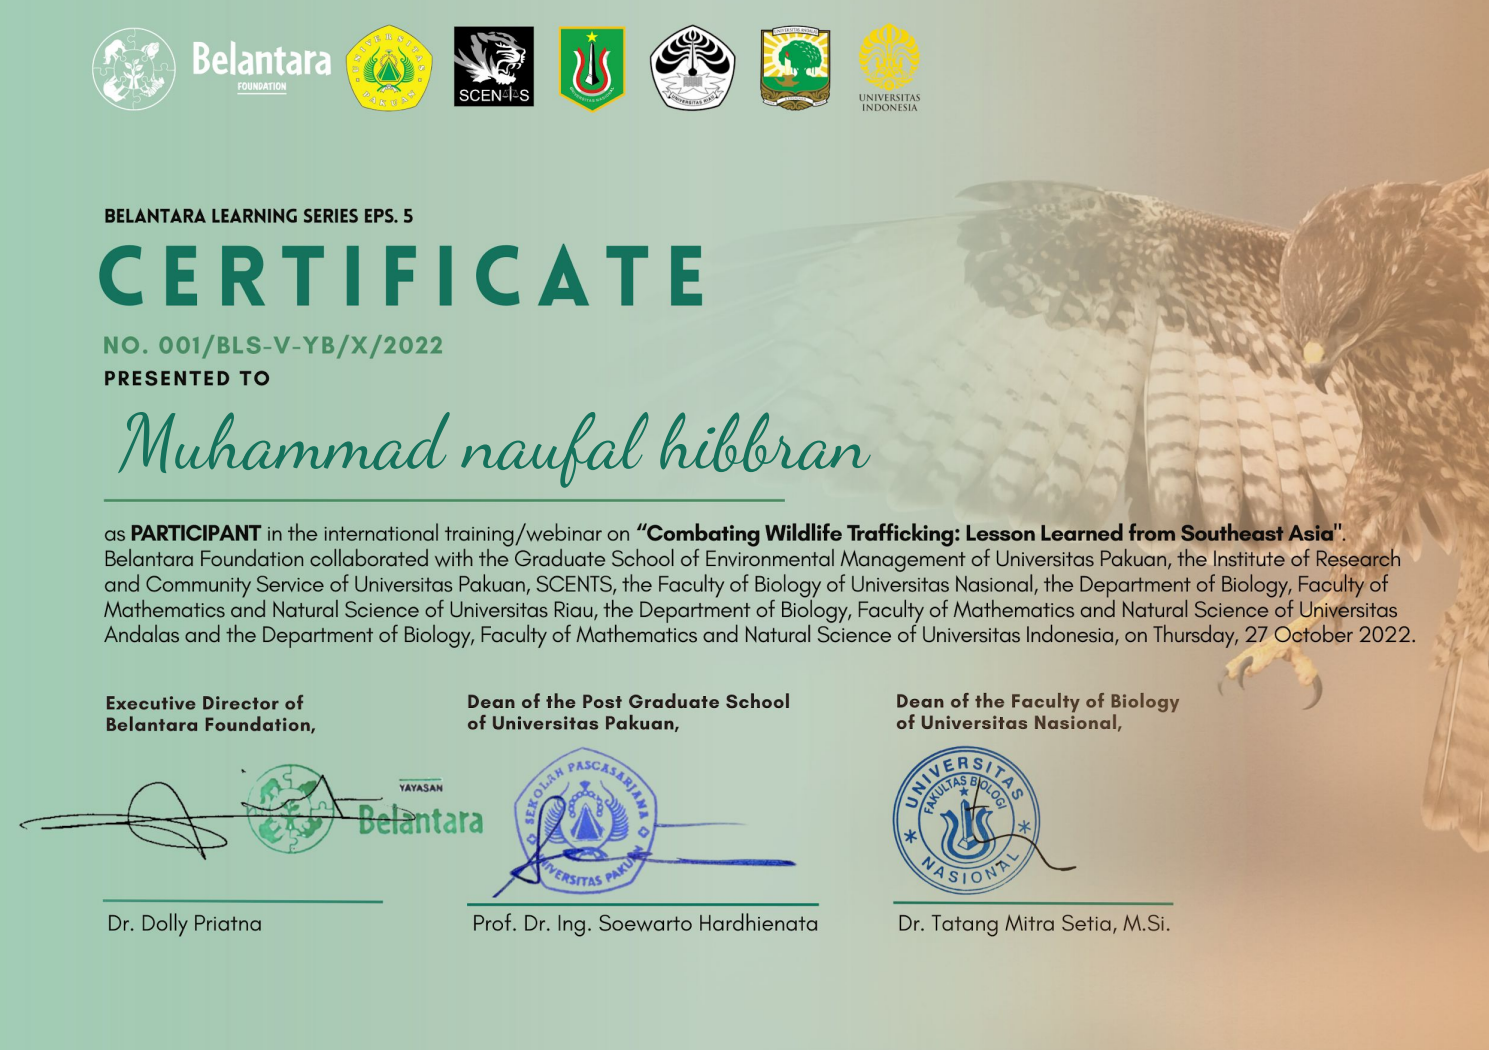 Belantara
FOUNDATION
UNIVERSITAS
PAKUAN
SCENTS
UNIVERSITAS NASIONAL
UNIVERSITAS RIAU
UNIVERSITAS ANDALAS
UNIVERSITAS
INDONESIA
BELANTARA LEARNING SERIES EPS. 5
CERTIFICATE
NO. 001/BLS-V-YB/X/2022
PRESENTED TO
Muhammad naufal hibbran
as PARTICIPANT in the international training/webinar on “Combating Wildlife Trafficking: Lesson Learned from Southeast Asia".
Belantara Foundation collaborated with the Graduate School of Environmental Management of Universitas Pakuan, the Institute of Research
and Community Service of Universitas Pakuan, SCENTS, the Faculty of Biology of Universitas Nasional, the Department of Biology, Faculty of
Mathematics and Natural Science of Universitas Riau, the Department of Biology, Faculty of Mathematics and Natural Science of Universitas
Andalas and the Department of Biology, Faculty of Mathematics and Natural Science of Universitas Indonesia, on Thursday, 27 October 2022.
Executive Director of
Belantara Foundation,
Dean of the Post Graduate School
of Universitas Pakuan,
Dean of the Faculty of Biology
of Universitas Nasional,
YAYASAN
Belantara
SEKOLAH PASCASARJANA
UNIVERSITAS PAKUAN
UNIVERSITAS
FAKULTAS BIOLOGI
NASIONAL
Dr. Dolly Priatna
Prof. Dr. Ing. Soewarto Hardhienata
Dr. Tatang Mitra Setia, M.Si.